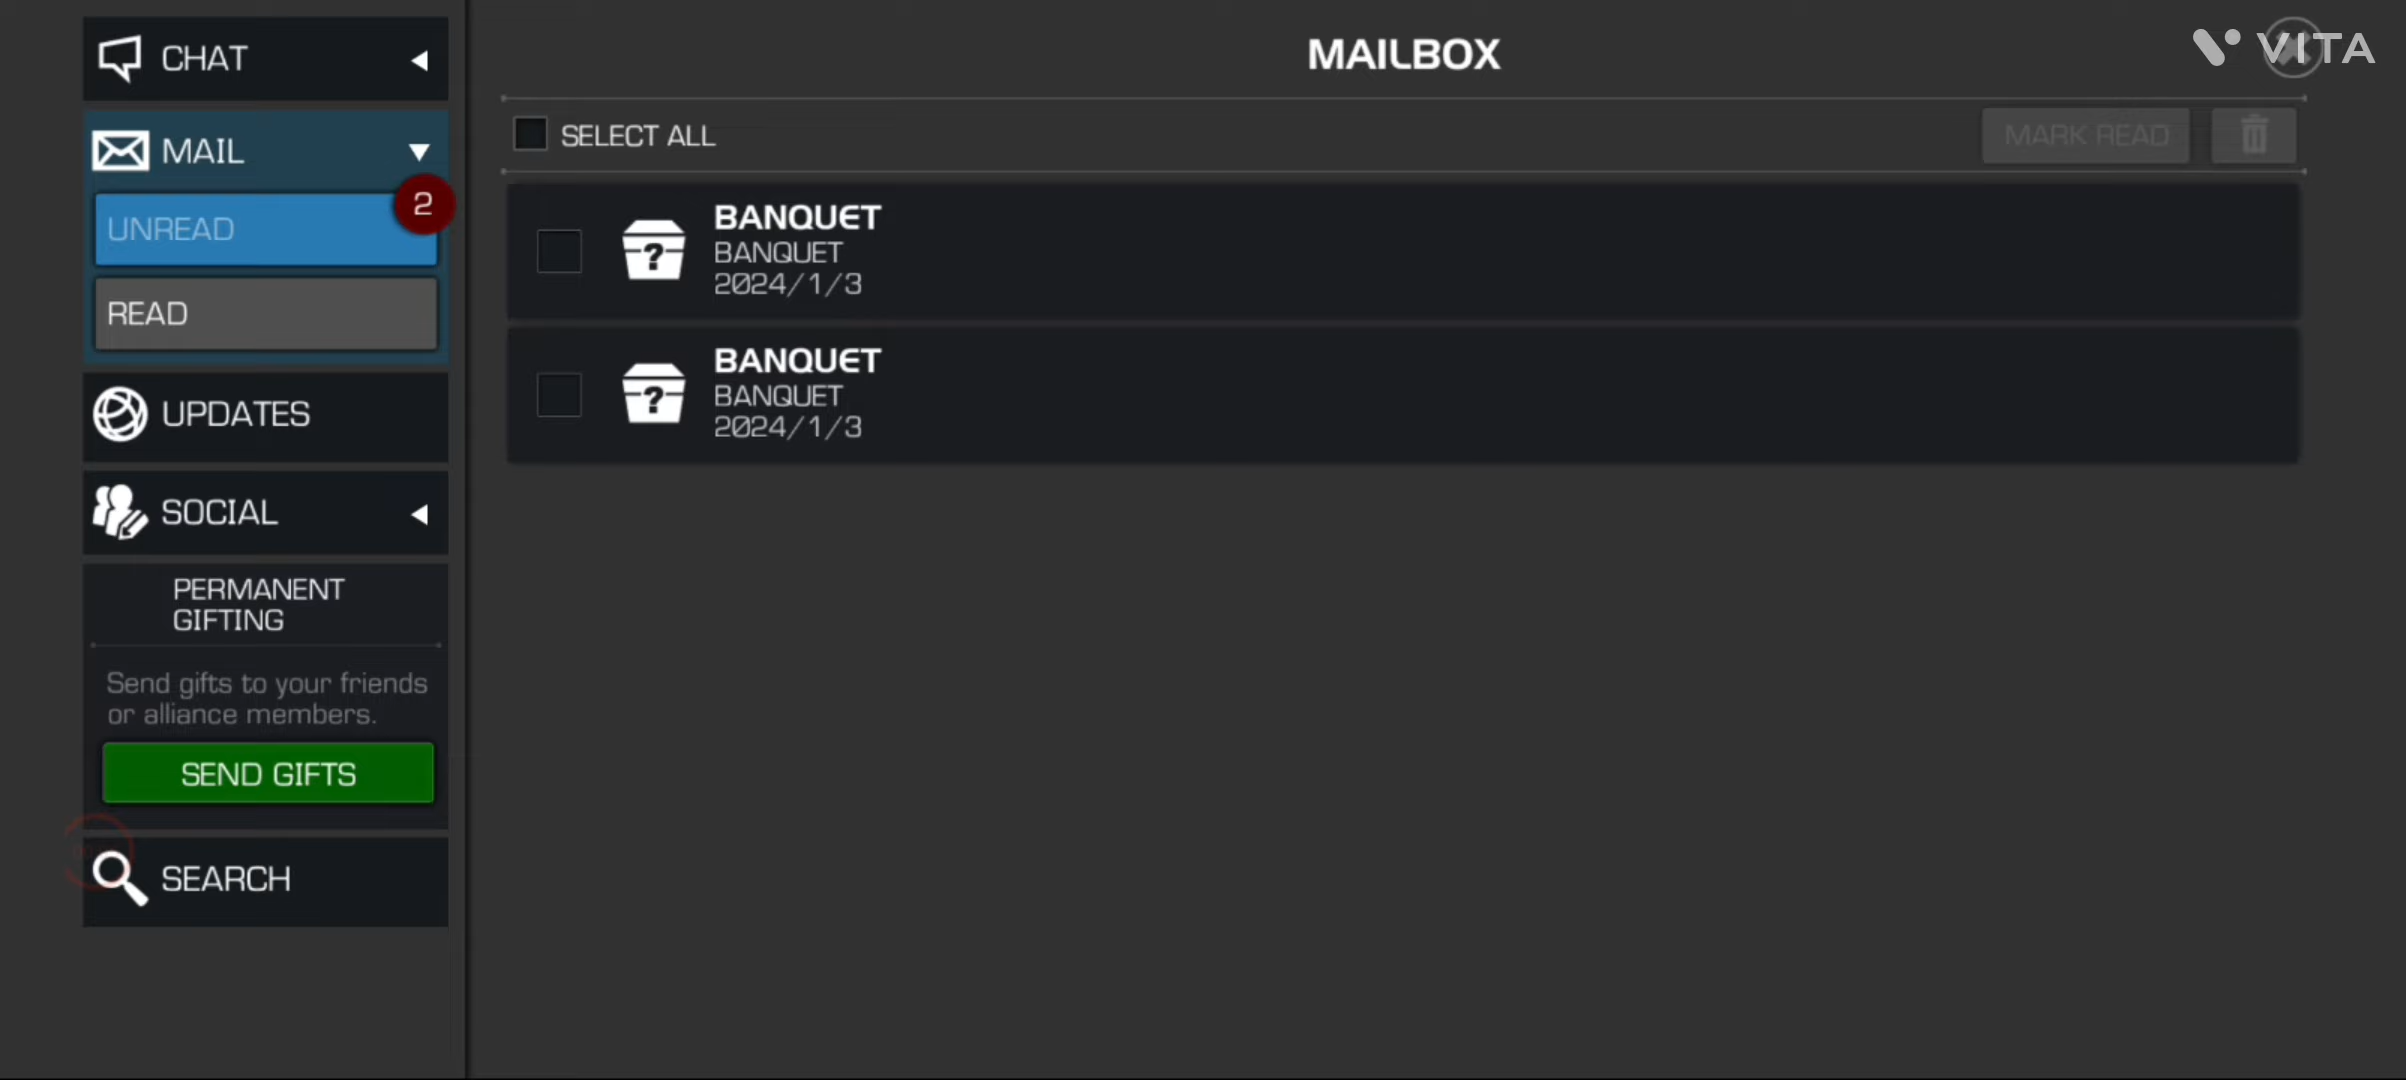 CHAT
MAIL
2
UNREAD
READ
UPDATES
SOCIAL
PERMANENT
GIFTING
Send gifts to your friends
or alliance members.
SEND GIFTS
SEARCH
MAILBOX
VITA
SELECT ALL
MARK READ
?
BANQUET
BANQUET
2024/1/3
?
BANQUET
BANQUET
2024/1/3